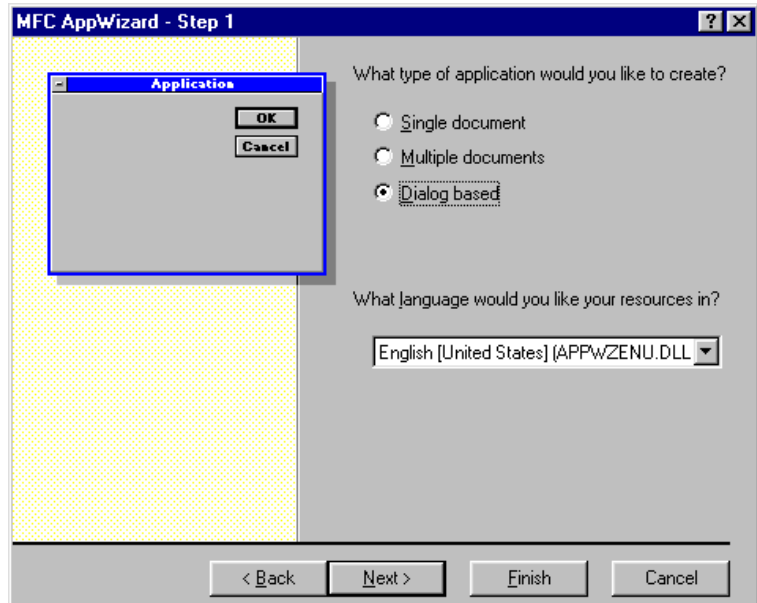 MFC AppWizard - Step 1
Application
OK
Cancel
What type of application would you like to create?
Single document
Multiple documents
Dialog based
What language would you like your resources in?
English [United States] (APPWZENU.DLL
< Back Next > Finish Cancel